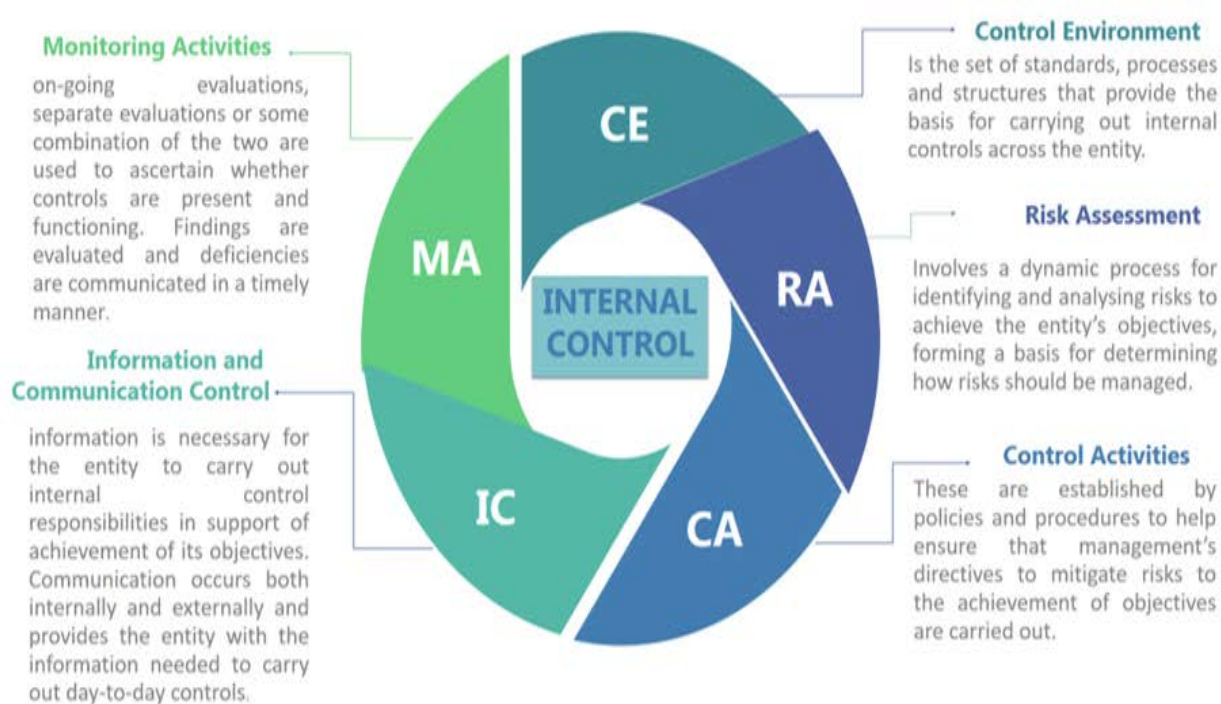 Monitoring Activities
on-going evaluations,
separate evaluations or some
combination of the two are
used to ascertain whether
controls are present and
functioning. Findings are
evaluated and deficiencies
are communicated in a timely
manner.
Information and
Communication Control
information is necessary for
the entity to carry out
internal control
responsibilities in support of
achievement of its objectives.
Communication occurs both
internally and externally and
provides the entity with the
information needed to carry
out day-to-day controls.
CE
RA
CA
IC
MA
INTERNAL
CONTROL
Control Environment
Is the set of standards, processes
and structures that provide the
basis for carrying out internal
controls across the entity.
Risk Assessment
Involves a dynamic process for
identifying and analysing risks to
achieve the entity's objectives,
forming a basis for determining
how risks should be managed.
Control Activities
These are established by
policies and procedures to help
ensure that management's
directives to mitigate risks to
the achievement of objectives
are carried out.